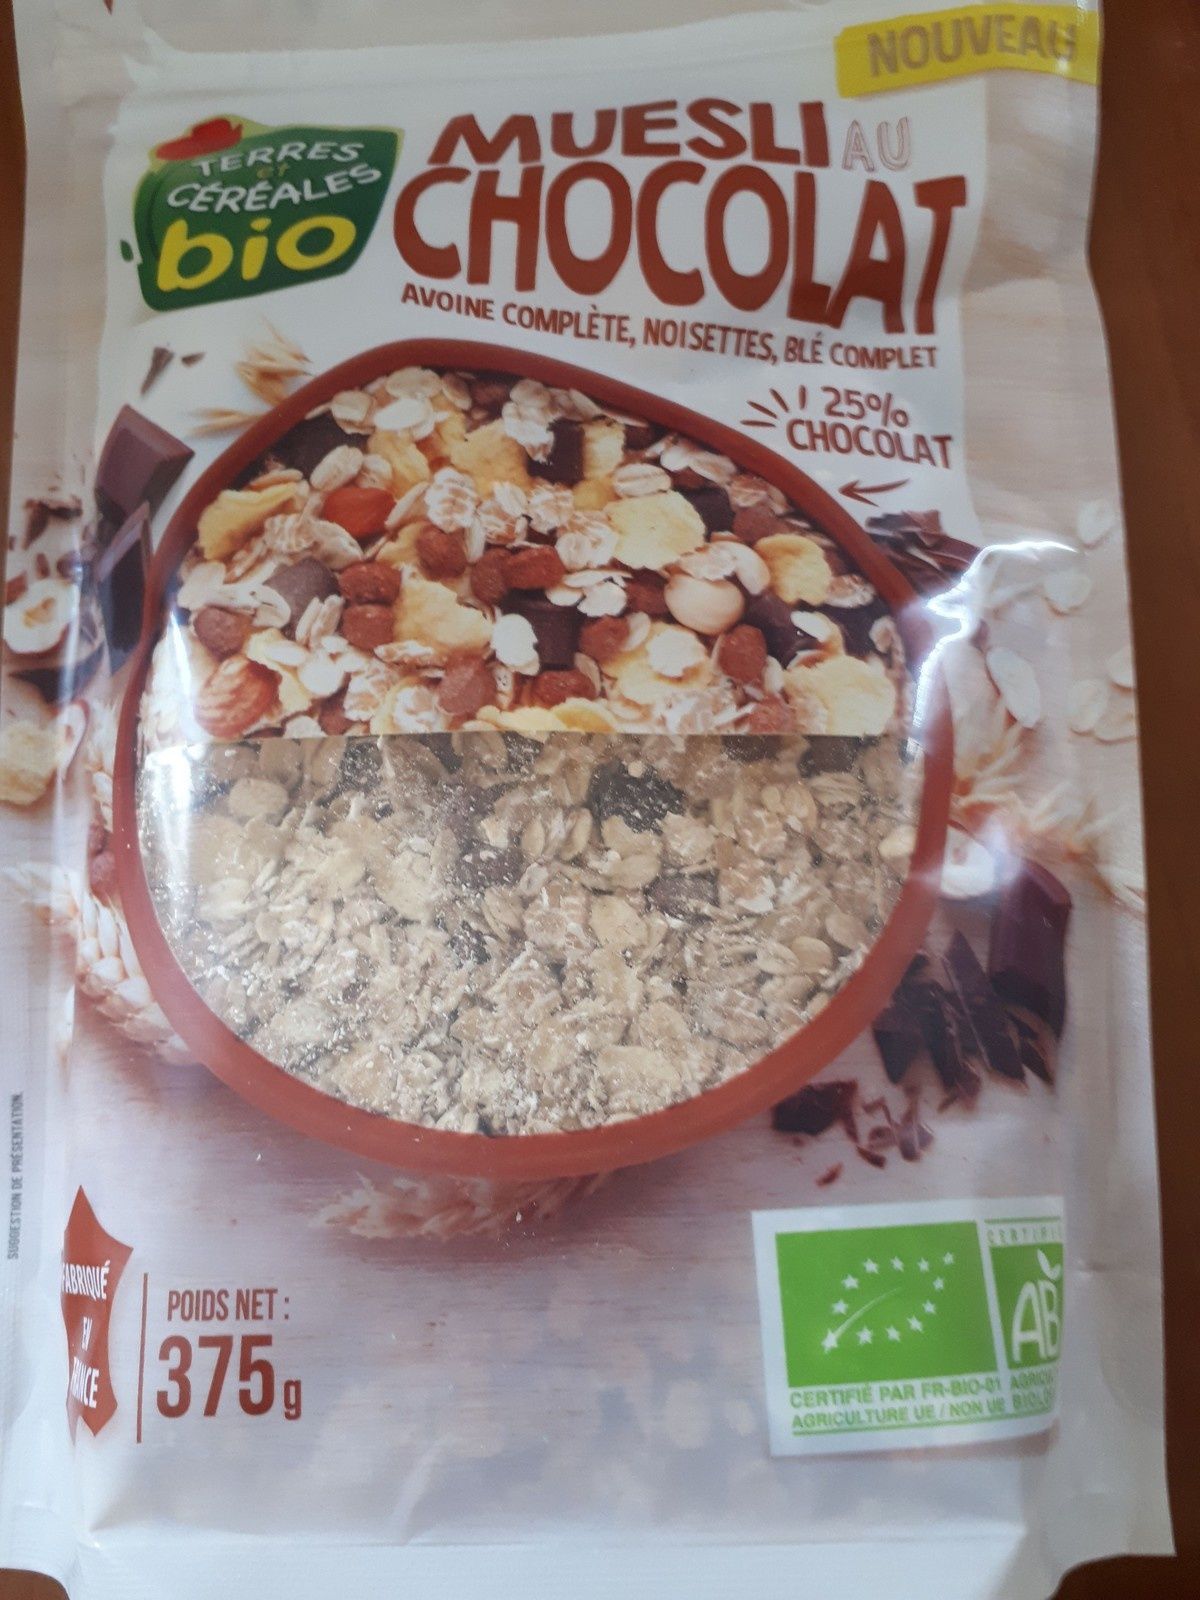 NOUVEAU
TERRES
et
CÉRÉALES
bio
MUESLI AU
CHOCOLAT
AVOINE COMPLÈTE, NOISETTES, BLÉ COMPLET
25%
CHOCOLAT
SUGGESTION DE PRÉSENTATION
FABRIQUÉ
EN
FRANCE
POIDS NET :
375g
AB
CERTIFIÉ PAR FR-BIO-01
AGRICULTURE UE / NON UE